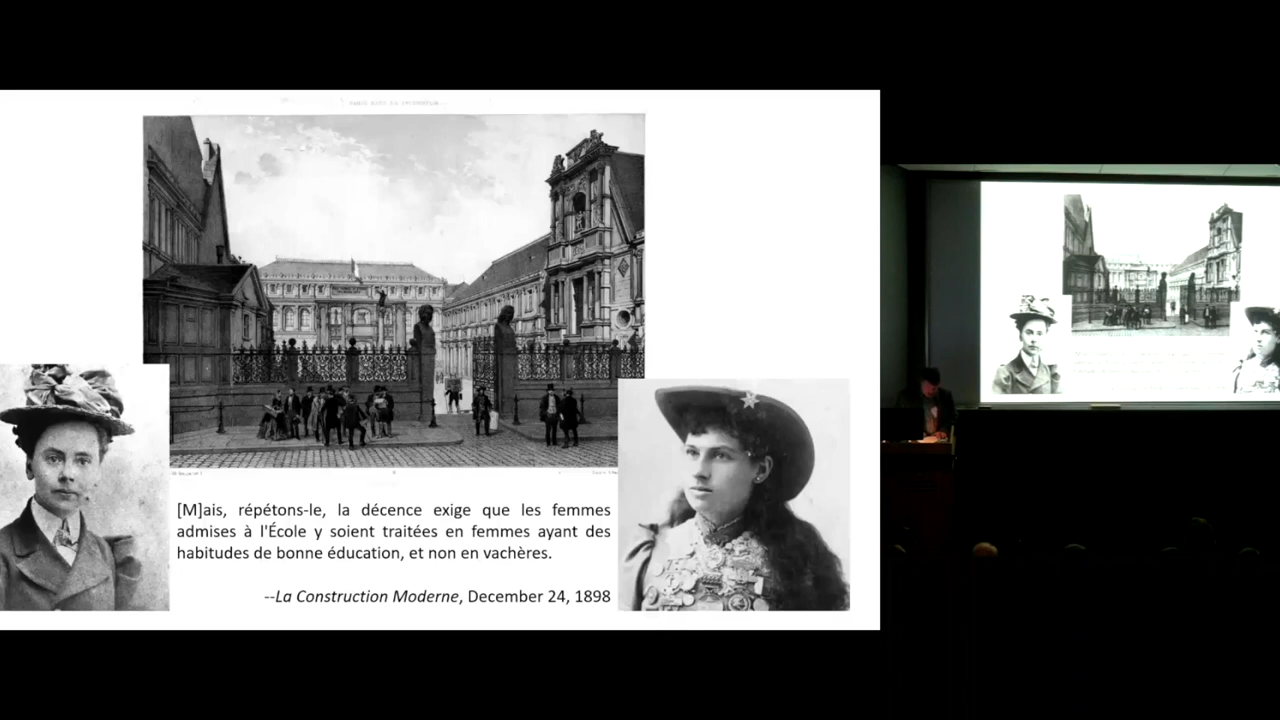 [M]ais, répétons-le, la décence exige que les femmes
admises à l'École y soient traitées en femmes ayant des
habitudes de bonne éducation, et non en vachères.
--La Construction Moderne, December 24, 1898